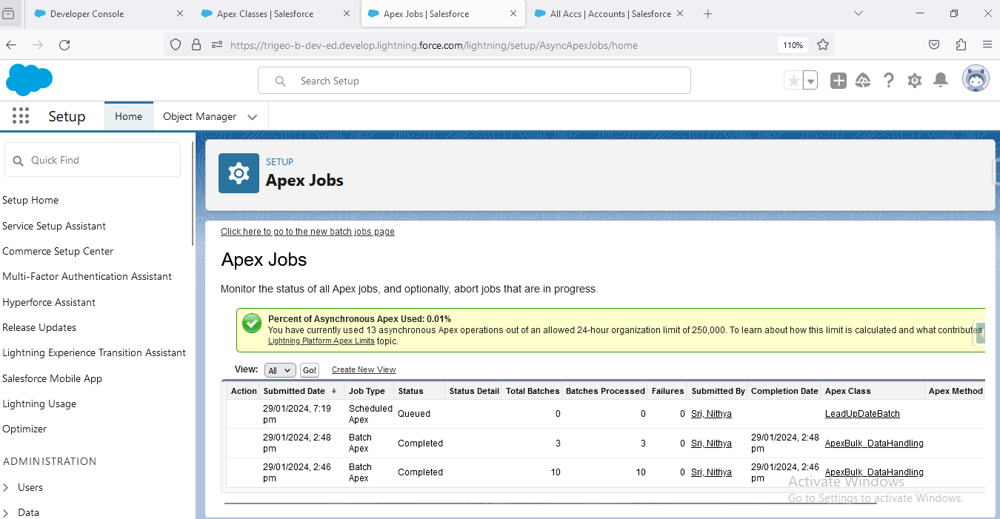 Developer Console
Apex Classes | Salesforce
Apex Jobs | Salesforce
All Accs | Accounts | Salesforce
https://trigeo-b-dev-ed.develop.lightning.force.com/lightning/setup/AsyncApexJobs/home
110%
Search Setup
Setup
Home
Object Manager
Quick Find
Setup Home
Service Setup Assistant
Commerce Setup Center
Multi-Factor Authentication Assistant
Hyperforce Assistant
Release Updates
Lightning Experience Transition Assistant
Salesforce Mobile App
Lightning Usage
Optimizer
ADMINISTRATION
Users
Data
SETUP
Apex Jobs
Click here to go to the new batch jobs page
Apex Jobs
Monitor the status of all Apex jobs, and optionally, abort jobs that are in progress.
Percent of Asynchronous Apex Used: 0.01%
You have currently used 13 asynchronous Apex operations out of an allowed 24-hour organization limit of 250,000. To learn about how this limit is calculated and what contributes
Lightning Platform Apex Limits topic.
View: All Go! Create New View
Action Submitted Date Job Type Status Status Detail Total Batches Batches Processed Failures Submitted By Completion Date Apex Class Apex Method
29/01/2024, 7:19 pm Scheduled Apex Queued 0 0 0 Sri, Nithya LeadUpDateBatch
29/01/2024, 2:48 pm Batch Apex Completed 3 3 0 Sri, Nithya 29/01/2024, 2:48 pm ApexBulk_DataHandling
29/01/2024, 2:46 pm Batch Apex Completed 10 10 0 Sri, Nithya 29/01/2024, 2:46 pm ApexBulk_DataHandling
Activate Windows
Go to Settings to activate Windows.